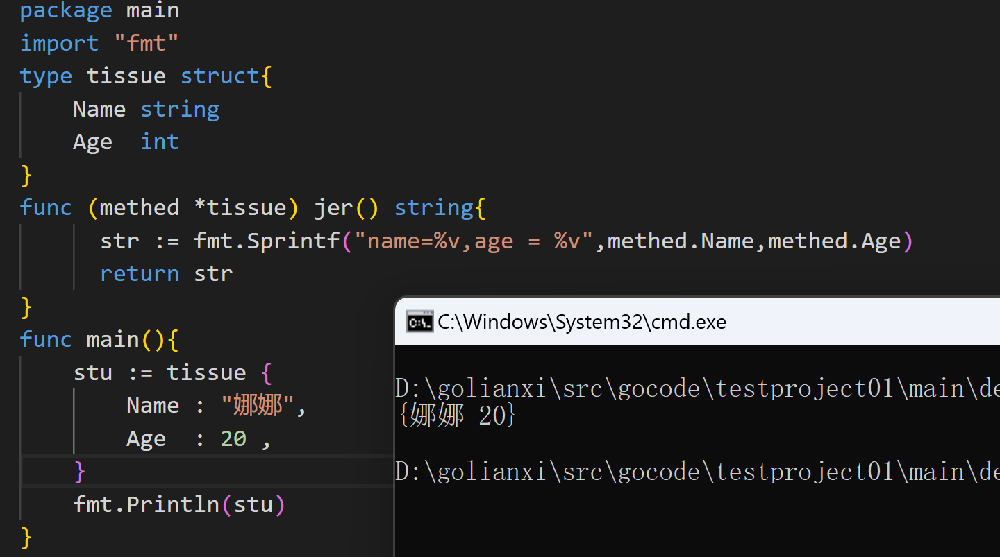 package main
import "fmt"
type tissue struct{
Name string
Age  int
}
func (methed *tissue) jer() string{
str := fmt.Sprintf("name=%v,age = %v",methed.Name,methed.Age)
return str
}
func main(){
stu := tissue {
Name : "娜娜",
Age  : 20 ,
}
fmt.Println(stu)
}
C:\Windows\System32\cmd.exe
D:\golianxi\src\gocode\testproject01\main\de
{娜娜 20}
D:\golianxi\src\gocode\testproject01\main\de